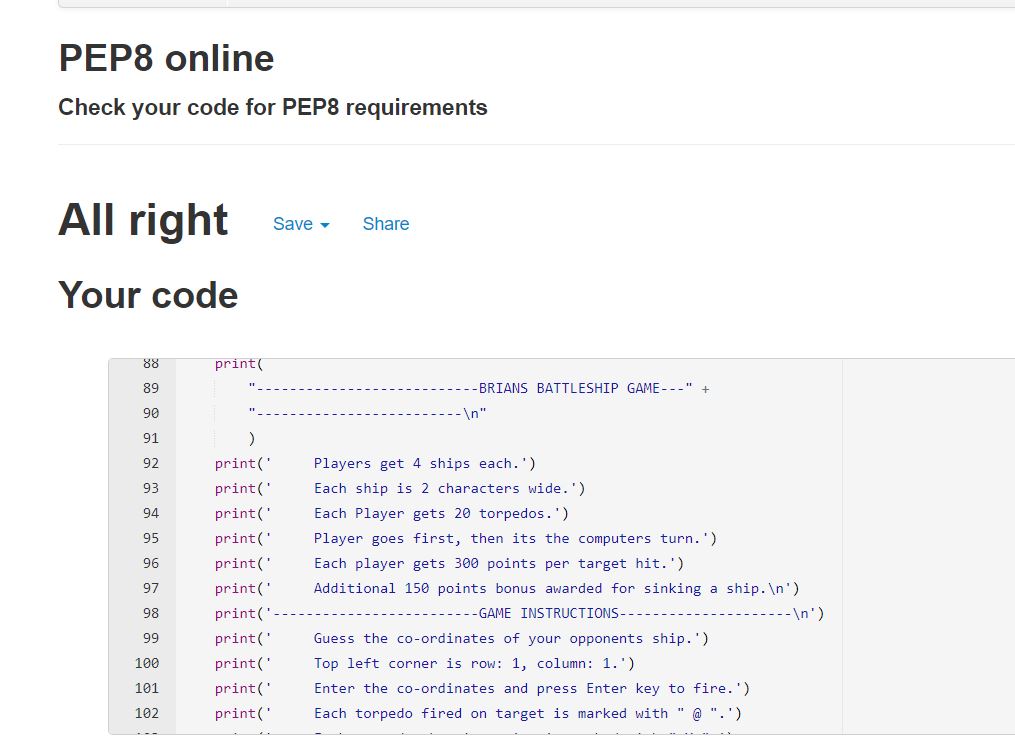 PEP8 online
Check your code for PEP8 requirements
All right Save Share
Your code
88 print(
89 "---------------------------BRIANS BATTLESHIP GAME---" +
90 "-------------------------\n"
91 )
92 print('     Players get 4 ships each.')
93 print('     Each ship is 2 characters wide.')
94 print('     Each Player gets 20 torpedos.')
95 print('     Player goes first, then its the computers turn.')
96 print('     Each player gets 300 points per target hit.')
97 print('     Additional 150 points bonus awarded for sinking a ship.\n')
98 print('-------------------------GAME INSTRUCTIONS---------------------\n')
99 print('     Guess the co-ordinates of your opponents ship.')
100 print('     Top left corner is row: 1, column: 1.')
101 print('     Enter the co-ordinates and press Enter key to fire.')
102 print('     Each torpedo fired on target is marked with " @ ".')